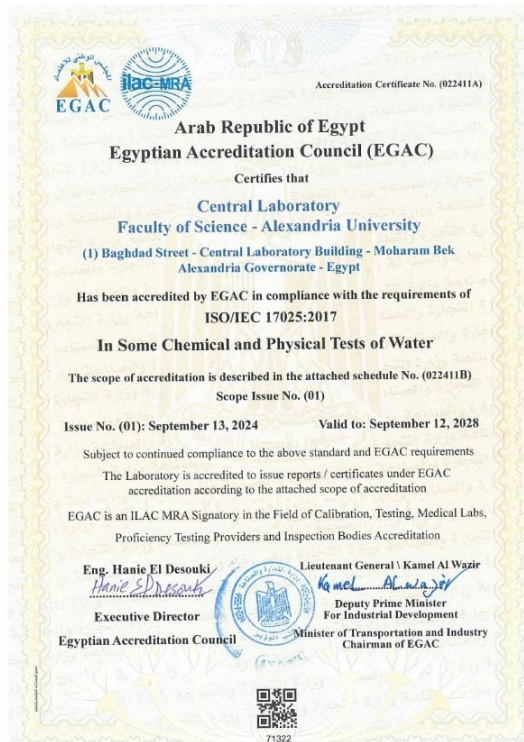 المجلس الوطني للاعتماد
EGAC
ilac-MRA
Accreditation Certificate No. (022411A)
Arab Republic of Egypt
Egyptian Accreditation Council (EGAC)
Certifies that
Central Laboratory
Faculty of Science - Alexandria University
(1) Baghdad Street - Central Laboratory Building - Moharam Bek
Alexandria Governorate - Egypt
Has been accredited by EGAC in compliance with the requirements of
ISO/IEC 17025:2017
In Some Chemical and Physical Tests of Water
The scope of accreditation is described in the attached schedule No. (022411B)
Scope Issue No. (01)
Issue No. (01): September 13, 2024 Valid to: September 12, 2028
Subject to continued compliance to the above standard and EGAC requirements
The Laboratory is accredited to issue reports / certificates under EGAC
accreditation according to the attached scope of accreditation
EGAC is an ILAC MRA Signatory in the Field of Calibration, Testing, Medical Labs,
Proficiency Testing Providers and Inspection Bodies Accreditation
Eng. Hanie El Desouki
Hanie El Desouki
Executive Director
Egyptian Accreditation Council
Lieutenant General \ Kamel Al Wazir
Kamel Al wazir
Deputy Prime Minister
For Industrial Development
Minister of Transportation and Industry
Chairman of EGAC
71322